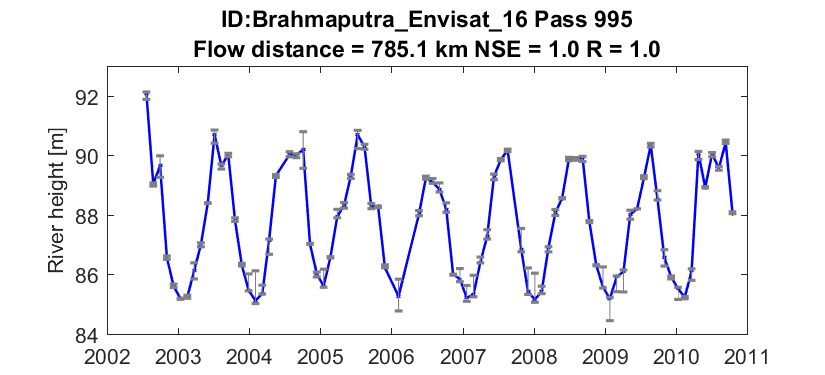 ID:Brahmaputra_Envisat_16 Pass 995
Flow distance = 785.1 km NSE = 1.0 R = 1.0
River height [m]
92
90
88
86
84
2002 2003 2004 2005 2006 2007 2008 2009 2010 2011